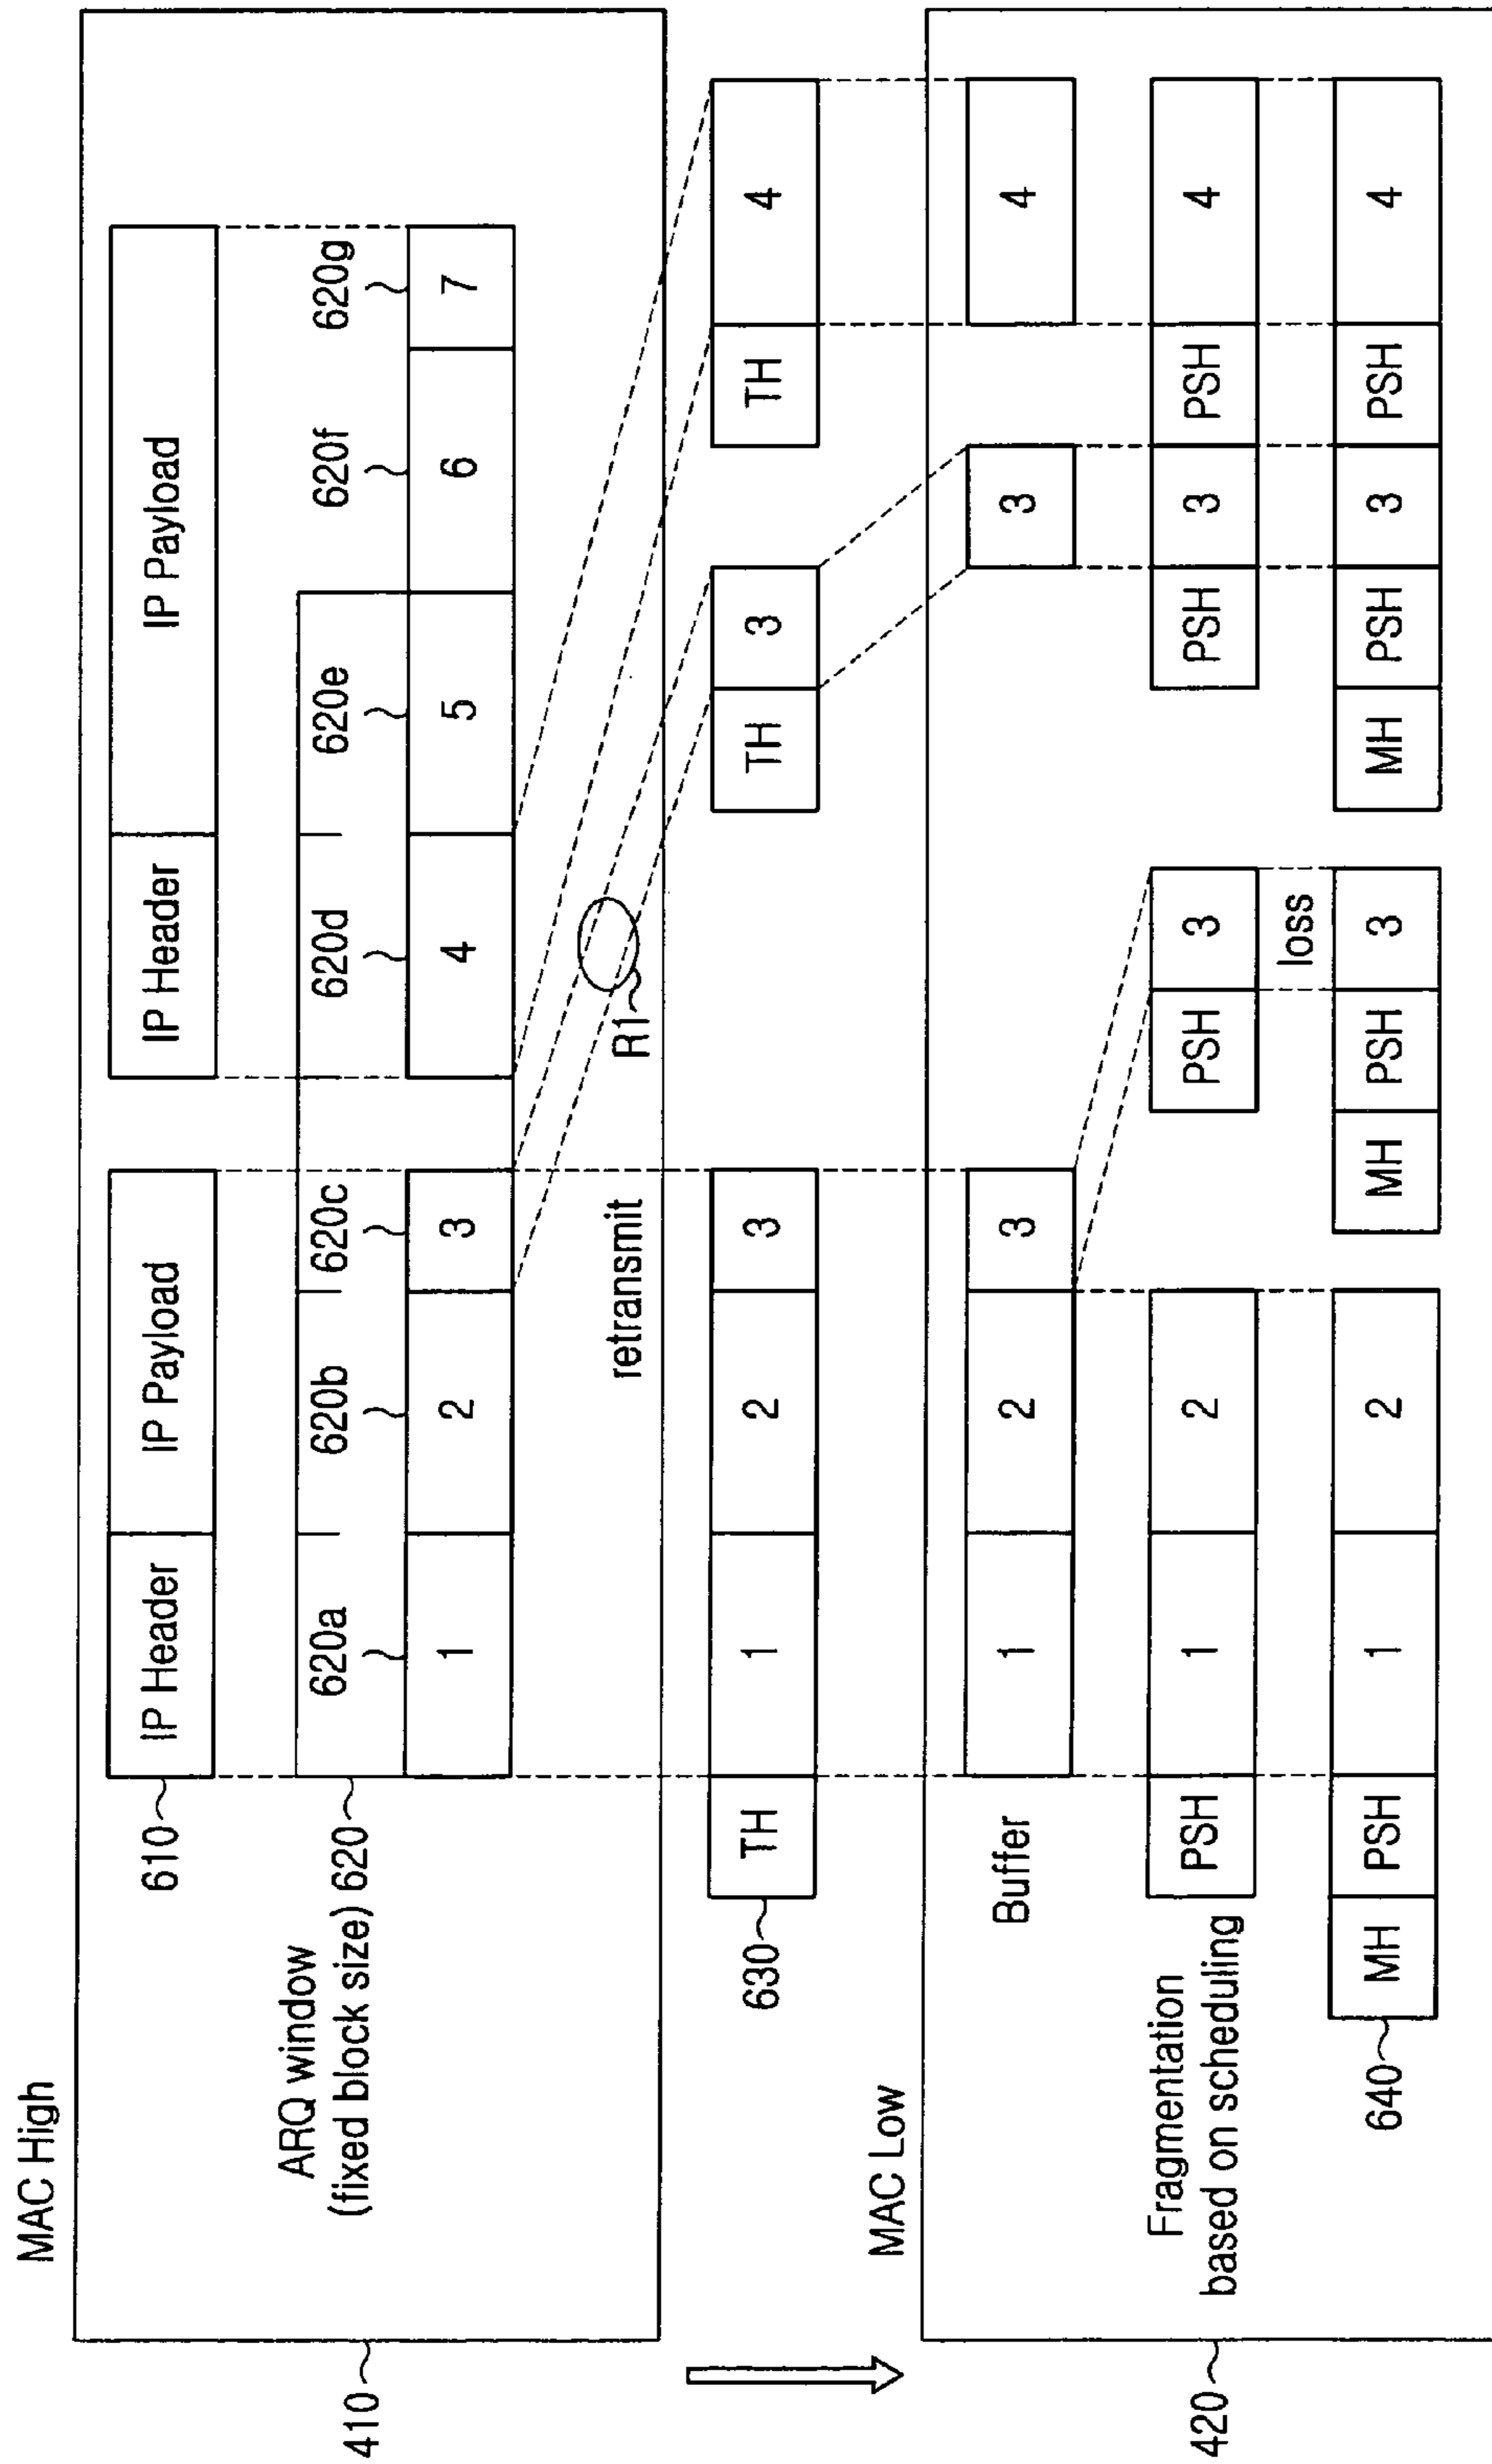 MAC High
410
610
IP Header
IP Payload
IP Header
IP Payload
ARQ window
(fixed block size) 620
620a
620b
620c
620d
620e
620f
620g
1
2
3
4
5
6
7
retransmit
R1
630
TH
1
2
3
TH
3
TH
4
MAC Low
420
Buffer
1
2
3
3
4
Fragmentation
based on scheduling
PSH
1
2
PSH
3
PSH
3
PSH
4
loss
640
MH
PSH
1
2
MH
PSH
3
MH
PSH
3
PSH
4